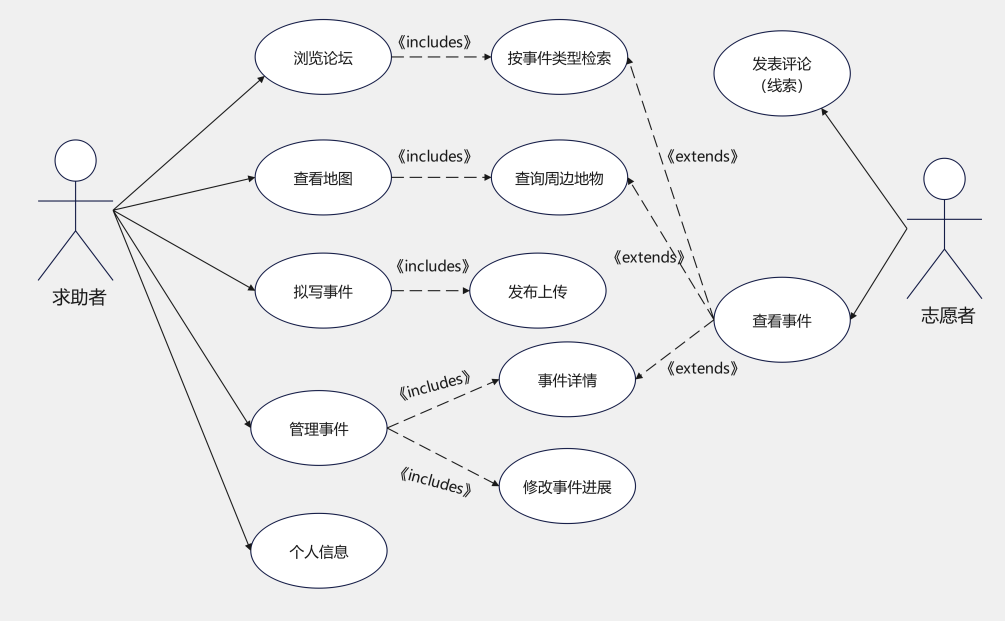 浏览论坛
《includes》
按事件类型检索
发表评论
（线索）
查看地图
《includes》
查询周边地物
《extends》
求助者
拟写事件
《includes》
发布上传
《extends》
查看事件
志愿者
管理事件
《includes》
事件详情
《extends》
《includes》
修改事件进展
个人信息